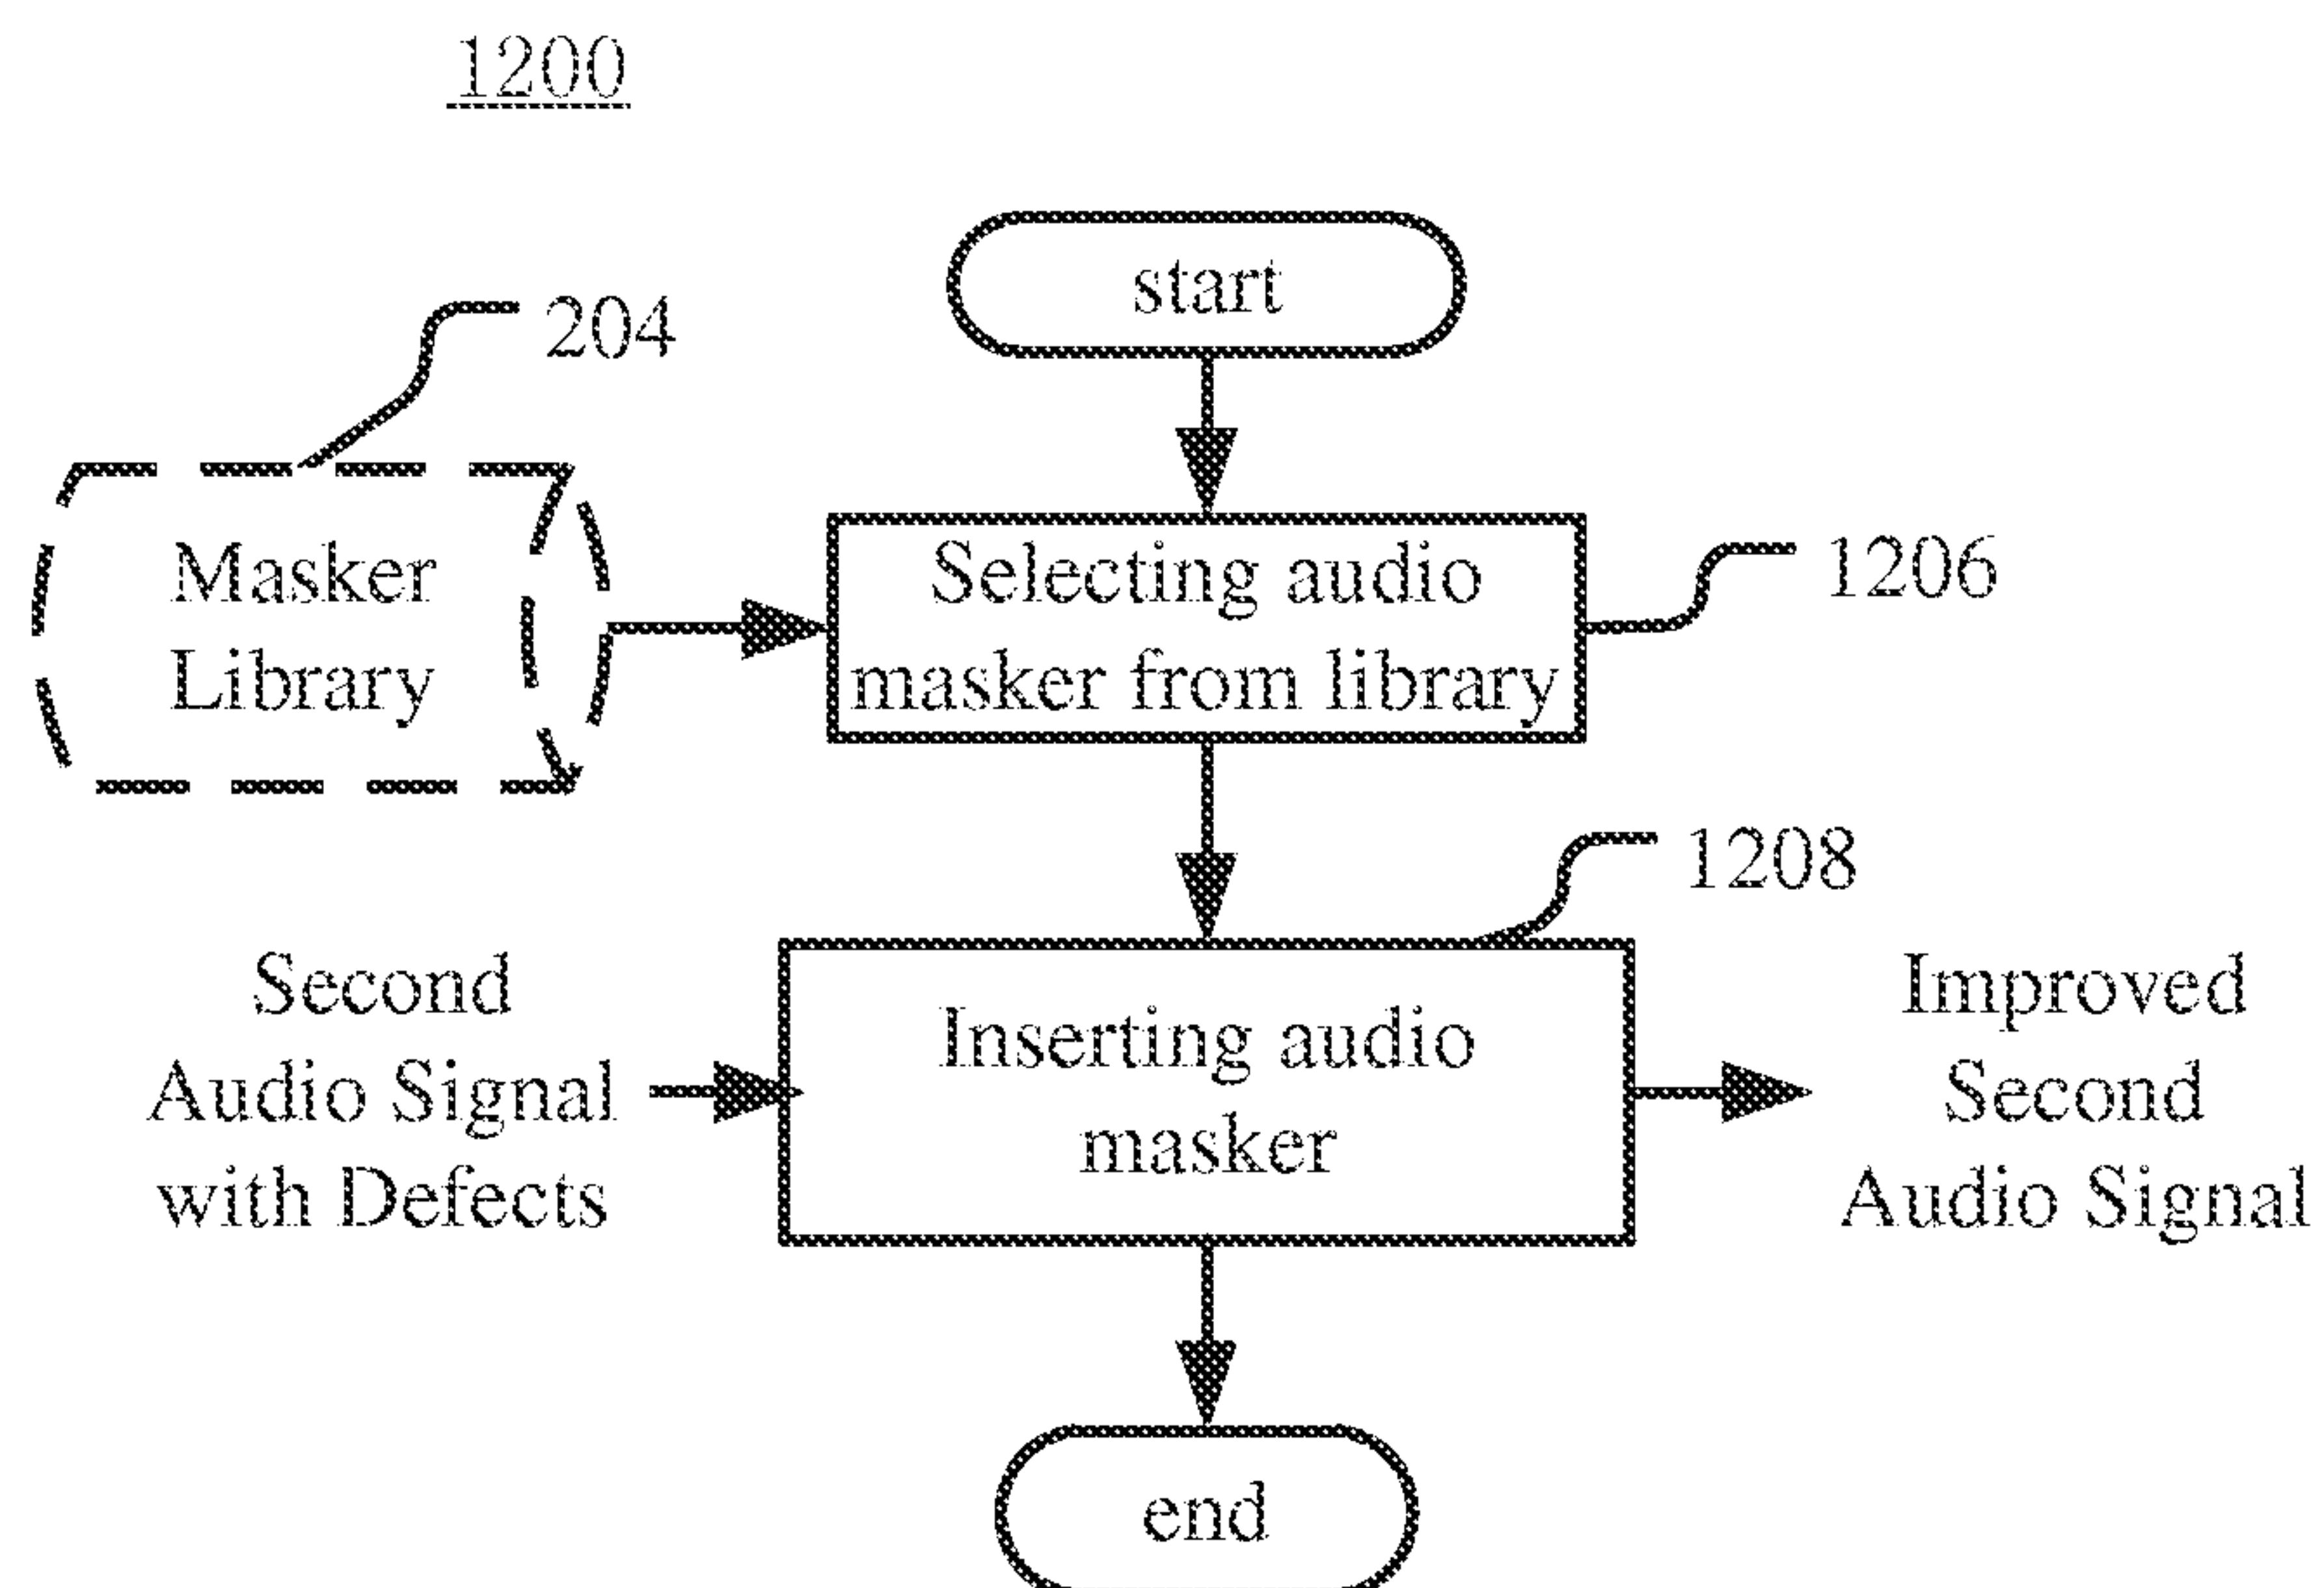 1200
start
204
Masker
Library
Selecting audio
masker from library
1206
1208
Second
Audio Signal
with Defects
Inserting audio
masker
Improved
Second
Audio Signal
end